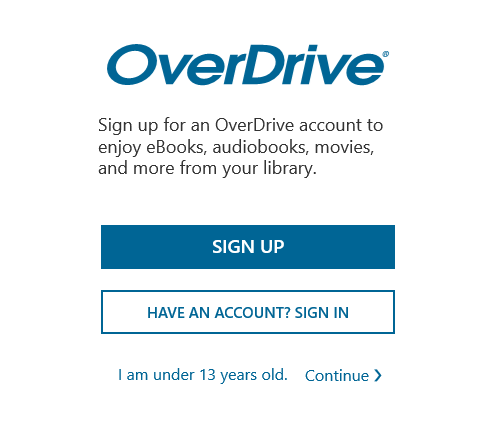 OverDrive®
Sign up for an OverDrive account to
enjoy eBooks, audiobooks, movies,
and more from your library.
SIGN UP
HAVE AN ACCOUNT? SIGN IN
I am under 13 years old. Continue ❯